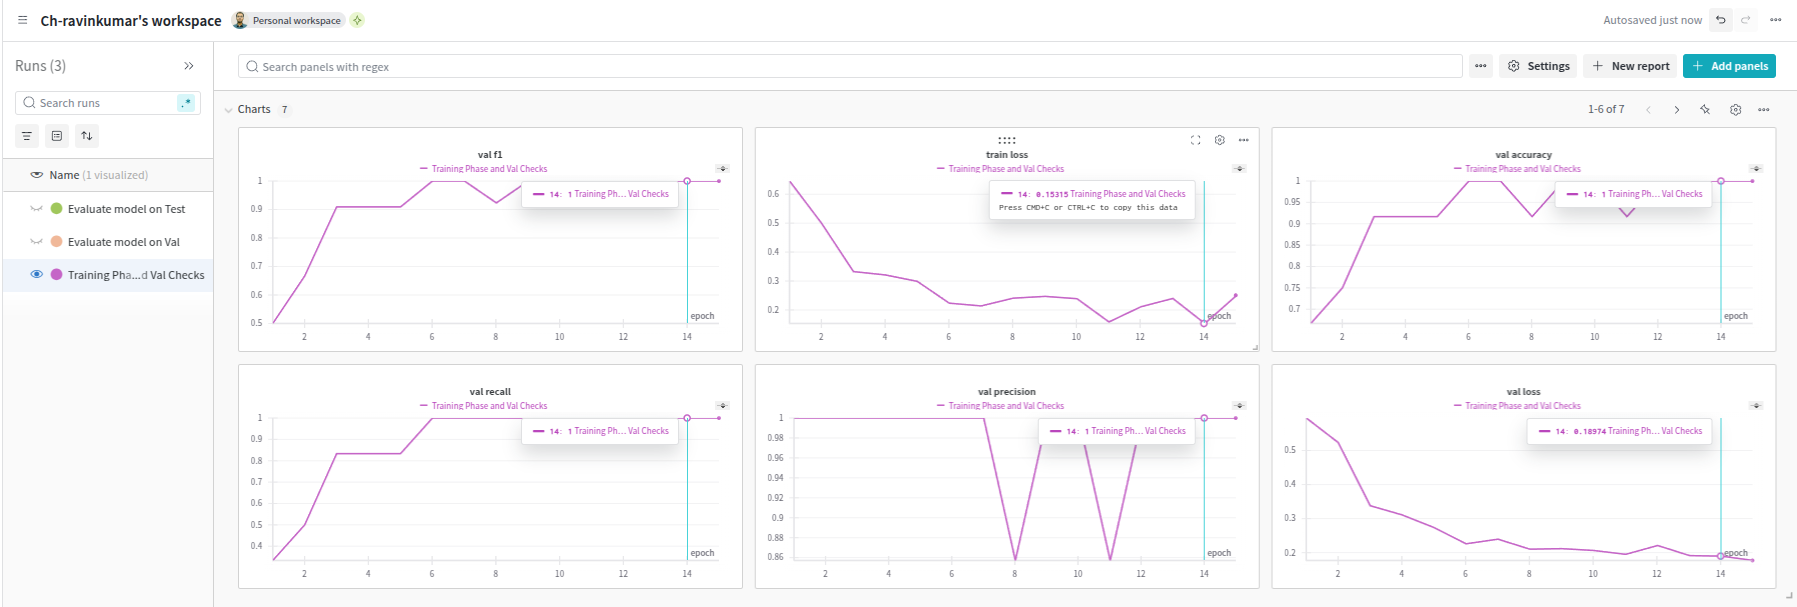 Ch-ravinkumar's workspace
Personal workspace
Autosaved just now
Runs (3)
Search runs
.*
Name (1 visualized)
Evaluate model on Test
Evaluate model on Val
Training Pha...d Val Checks
Search panels with regex
Settings
New report
Add panels
Charts 7
1-6 of 7
val f1
Training Phase and Val Checks
14: 1 Training Ph... Val Checks
1
0.9
0.8
0.7
0.6
0.5
epoch
2 4 6 8 10 12 14
train loss
Training Phase and Val Checks
14: 0.15315 Training Phase and Val Checks
Press CMD+C or CTRL+C to copy this data
0.6
0.5
0.4
0.3
0.2
epoch
2 4 6 8 10 12 14
val accuracy
Training Phase and Val Checks
14: 1 Training Ph... Val Checks
1
0.95
0.9
0.85
0.8
0.75
0.7
epoch
2 4 6 8 10 12 14
val recall
Training Phase and Val Checks
14: 1 Training Ph... Val Checks
1
0.9
0.8
0.7
0.6
0.5
0.4
epoch
2 4 6 8 10 12 14
val precision
Training Phase and Val Checks
14: 1 Training Ph... Val Checks
1
0.98
0.96
0.94
0.92
0.9
0.88
0.86
epoch
2 4 6 8 10 12 14
val loss
Training Phase and Val Checks
14: 0.18974 Training Ph... Val Checks
0.5
0.4
0.3
0.2
epoch
2 4 6 8 10 12 14